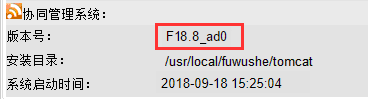 协同管理系统：
版本号： F18.8_ad0
安装目录： /usr/local/fuwushe/tomcat
系统启动时间： 2018-09-18 15:25:04